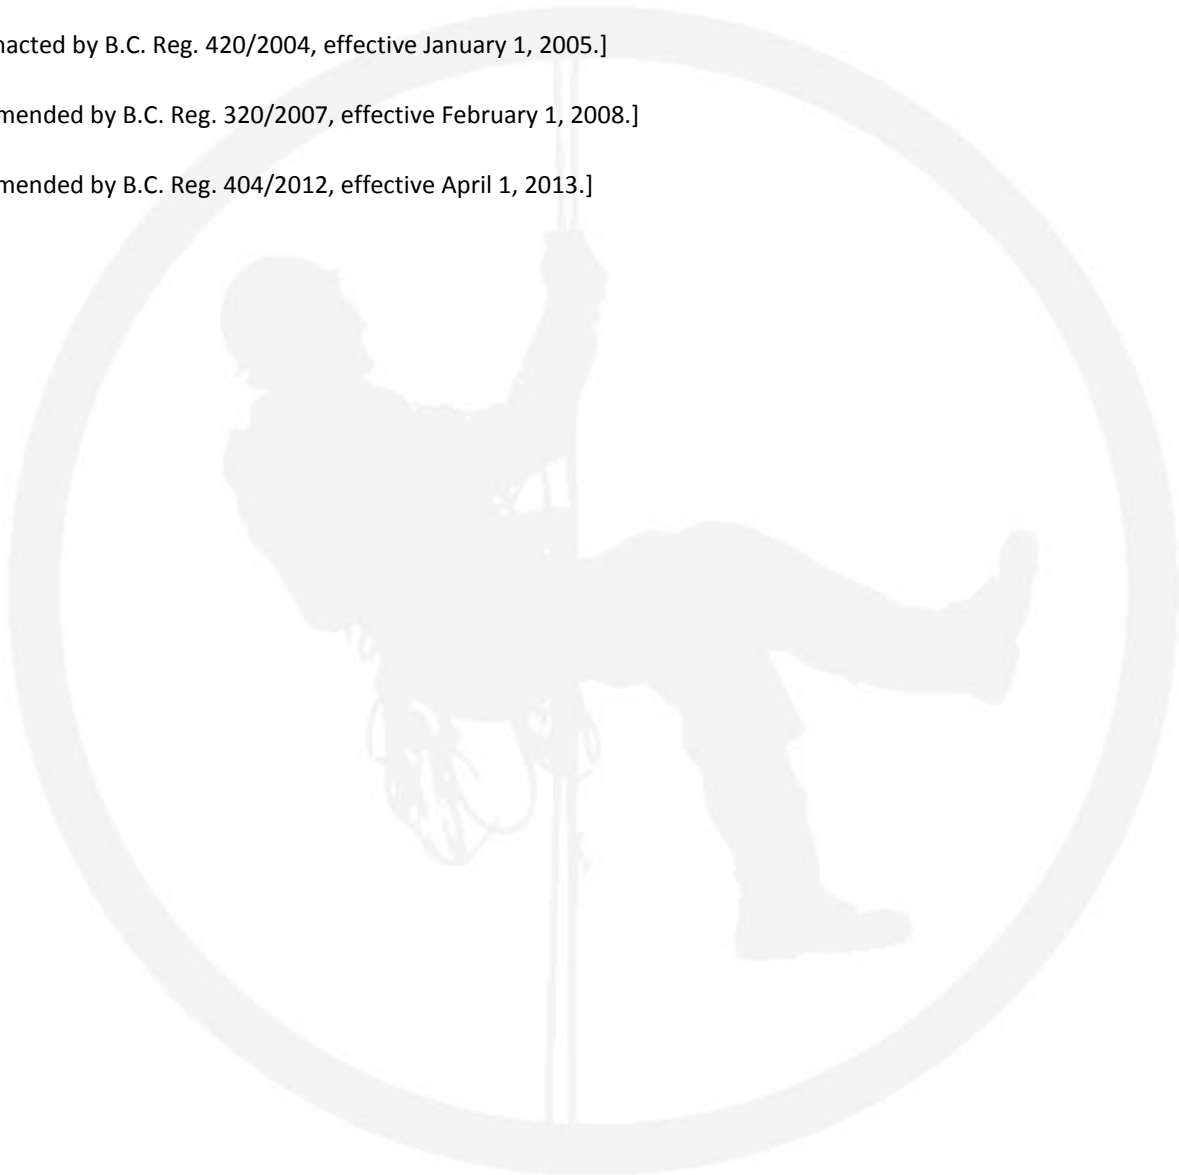 nacted by B.C. Reg. 420/2004, effective January 1, 2005.]
mended by B.C. Reg. 320/2007, effective February 1, 2008.]
mended by B.C. Reg. 404/2012, effective April 1, 2013.]